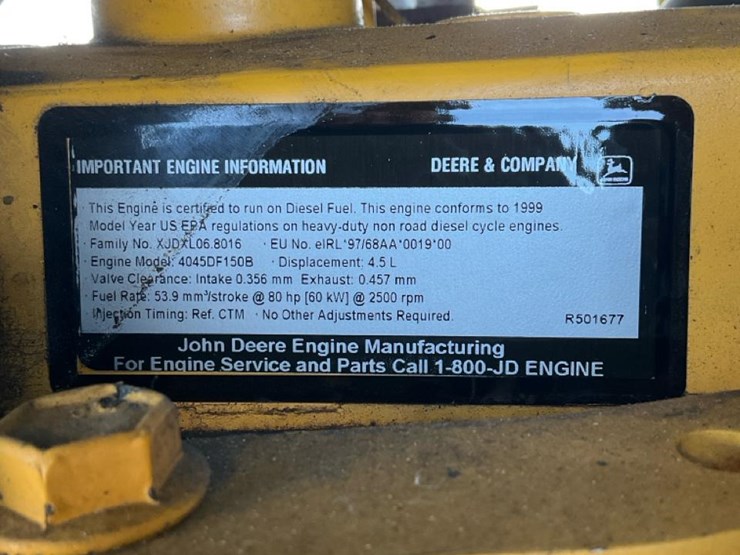 IMPORTANT ENGINE INFORMATION DEERE & COMPANY
This Engine is certified to run on Diesel Fuel. This engine conforms to 1999
Model Year US EPA regulations on heavy-duty non road diesel cycle engines.
· Family No. XJDXL06.8016 · EU No. eIRL*97/68AA*0019*00
· Engine Model: 4045DF150B · Displacement: 4.5 L
· Valve Clearance: Intake 0.356 mm Exhaust: 0.457 mm
· Fuel Rate: 53.9 mm³/stroke @ 80 hp [60 kW] @ 2500 rpm
· Injection Timing: Ref. CTM · No Other Adjustments Required. R501677
John Deere Engine Manufacturing
For Engine Service and Parts Call 1-800-JD ENGINE